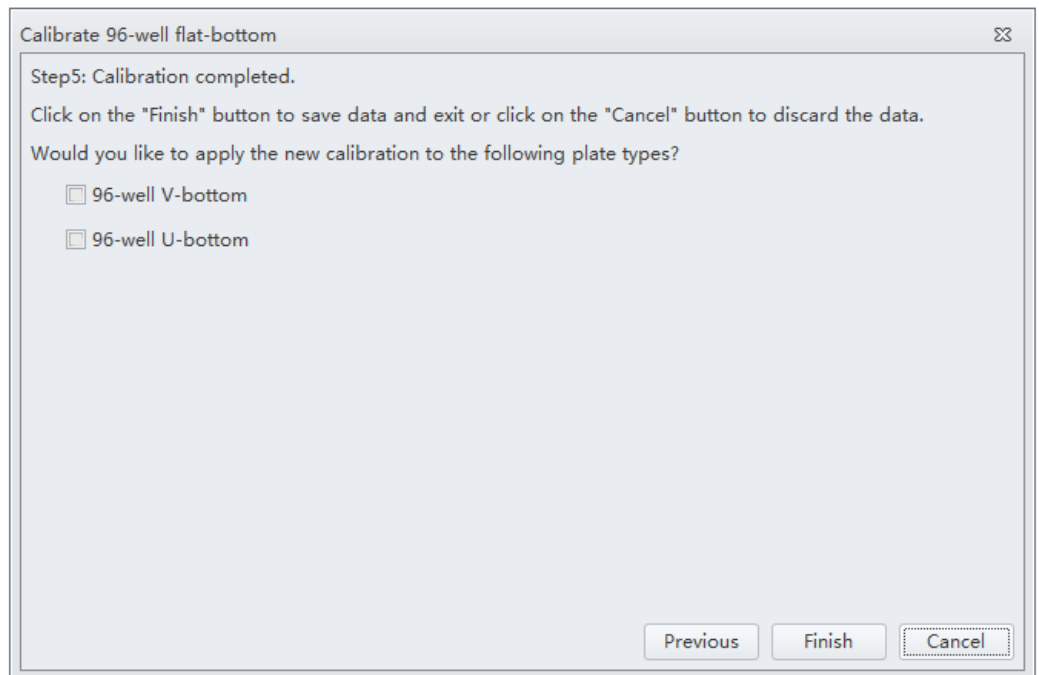 Calibrate 96-well flat-bottom
Step5: Calibration completed.
Click on the "Finish" button to save data and exit or click on the "Cancel" button to discard the data.
Would you like to apply the new calibration to the following plate types?
96-well V-bottom
96-well U-bottom
Previous Finish Cancel